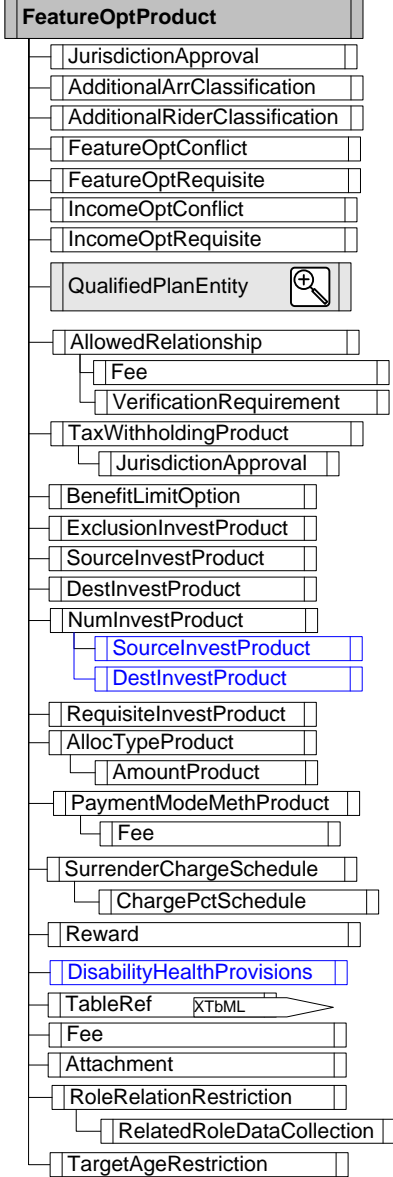 FeatureOptProduct
JurisdictionApproval
AdditionalArrClassification
AdditionalRiderClassification
FeatureOptConflict
FeatureOptRequisite
IncomeOptConflict
IncomeOptRequisite
QualifiedPlanEntity
AllowedRelationship
Fee
VerificationRequirement
TaxWithholdingProduct
JurisdictionApproval
BenefitLimitOption
ExclusionInvestProduct
SourceInvestProduct
DestInvestProduct
NumInvestProduct
SourceInvestProduct
DestInvestProduct
RequisiteInvestProduct
AllocTypeProduct
AmountProduct
PaymentModeMethProduct
Fee
SurrenderChargeSchedule
ChargePctSchedule
Reward
DisabilityHealthProvisions
TableRef XTbML
Fee
Attachment
RoleRelationRestriction
RelatedRoleDataCollection
TargetAgeRestriction